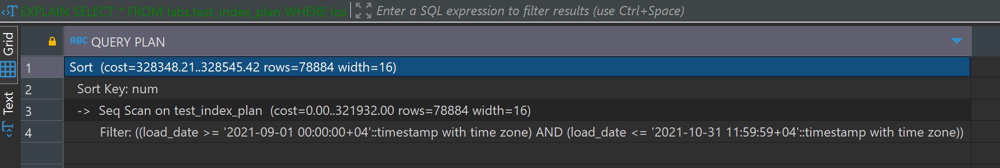 EXPLAIN SELECT * FROM labs.test_index_plan WHERE loa
Enter a SQL expression to filter results (use Ctrl+Space)
Grid
Text
ABC QUERY PLAN
1 Sort (cost=328348.21..328545.42 rows=78884 width=16)
2 Sort Key: num
3 -> Seq Scan on test_index_plan (cost=0.00..321932.00 rows=78884 width=16)
4 Filter: ((load_date >= '2021-09-01 00:00:00+04'::timestamp with time zone) AND (load_date <= '2021-10-31 11:59:59+04'::timestamp with time zone))